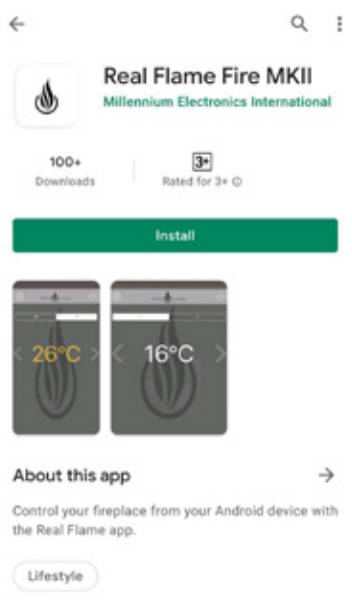 Real Flame Fire MKII
Millennium Electronics International
100+
Downloads
3+
Rated for 3+
Install
26°C
16°C
About this app
Control your fireplace from your Android device with
the Real Flame app.
Lifestyle